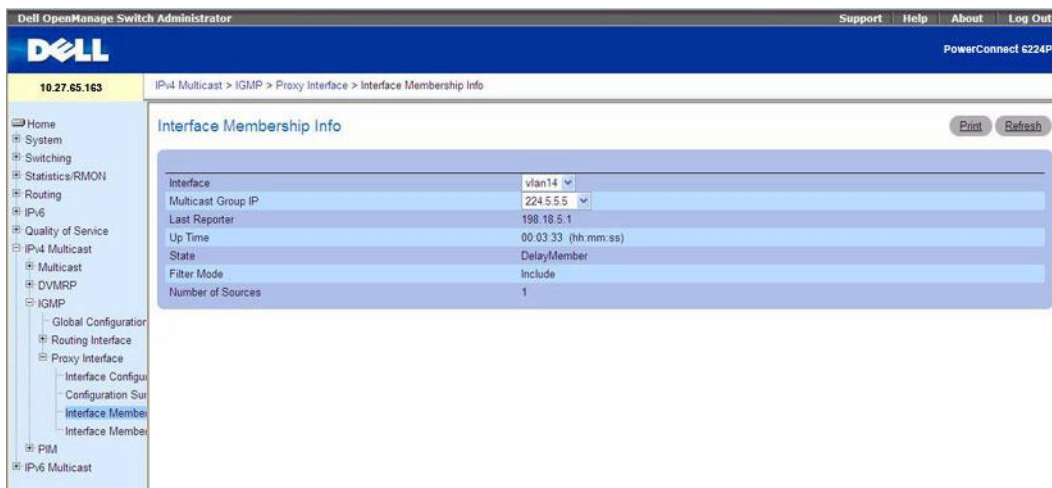 Dell OpenManage Switch Administrator Support Help About Log Out
DELL
PowerConnect 6224P
10.27.65.163
IPv4 Multicast > IGMP > Proxy Interface > Interface Membership Info
Home
System
Switching
Statistics/RMON
Routing
IPv6
Quality of Service
IPv4 Multicast
Multicast
DVMRP
IGMP
Global Configuration
Routing Interface
Proxy Interface
Interface Configu
Configuration Sur
Interface Member
Interface Member
PIM
IPv6 Multicast
Interface Membership Info
Print Refresh
Interface vlan14
Multicast Group IP 224.5.5.5
Last Reporter 198.18.5.1
Up Time 00:03:33 (hh:mm:ss)
State DelayMember
Filter Mode Include
Number of Sources 1